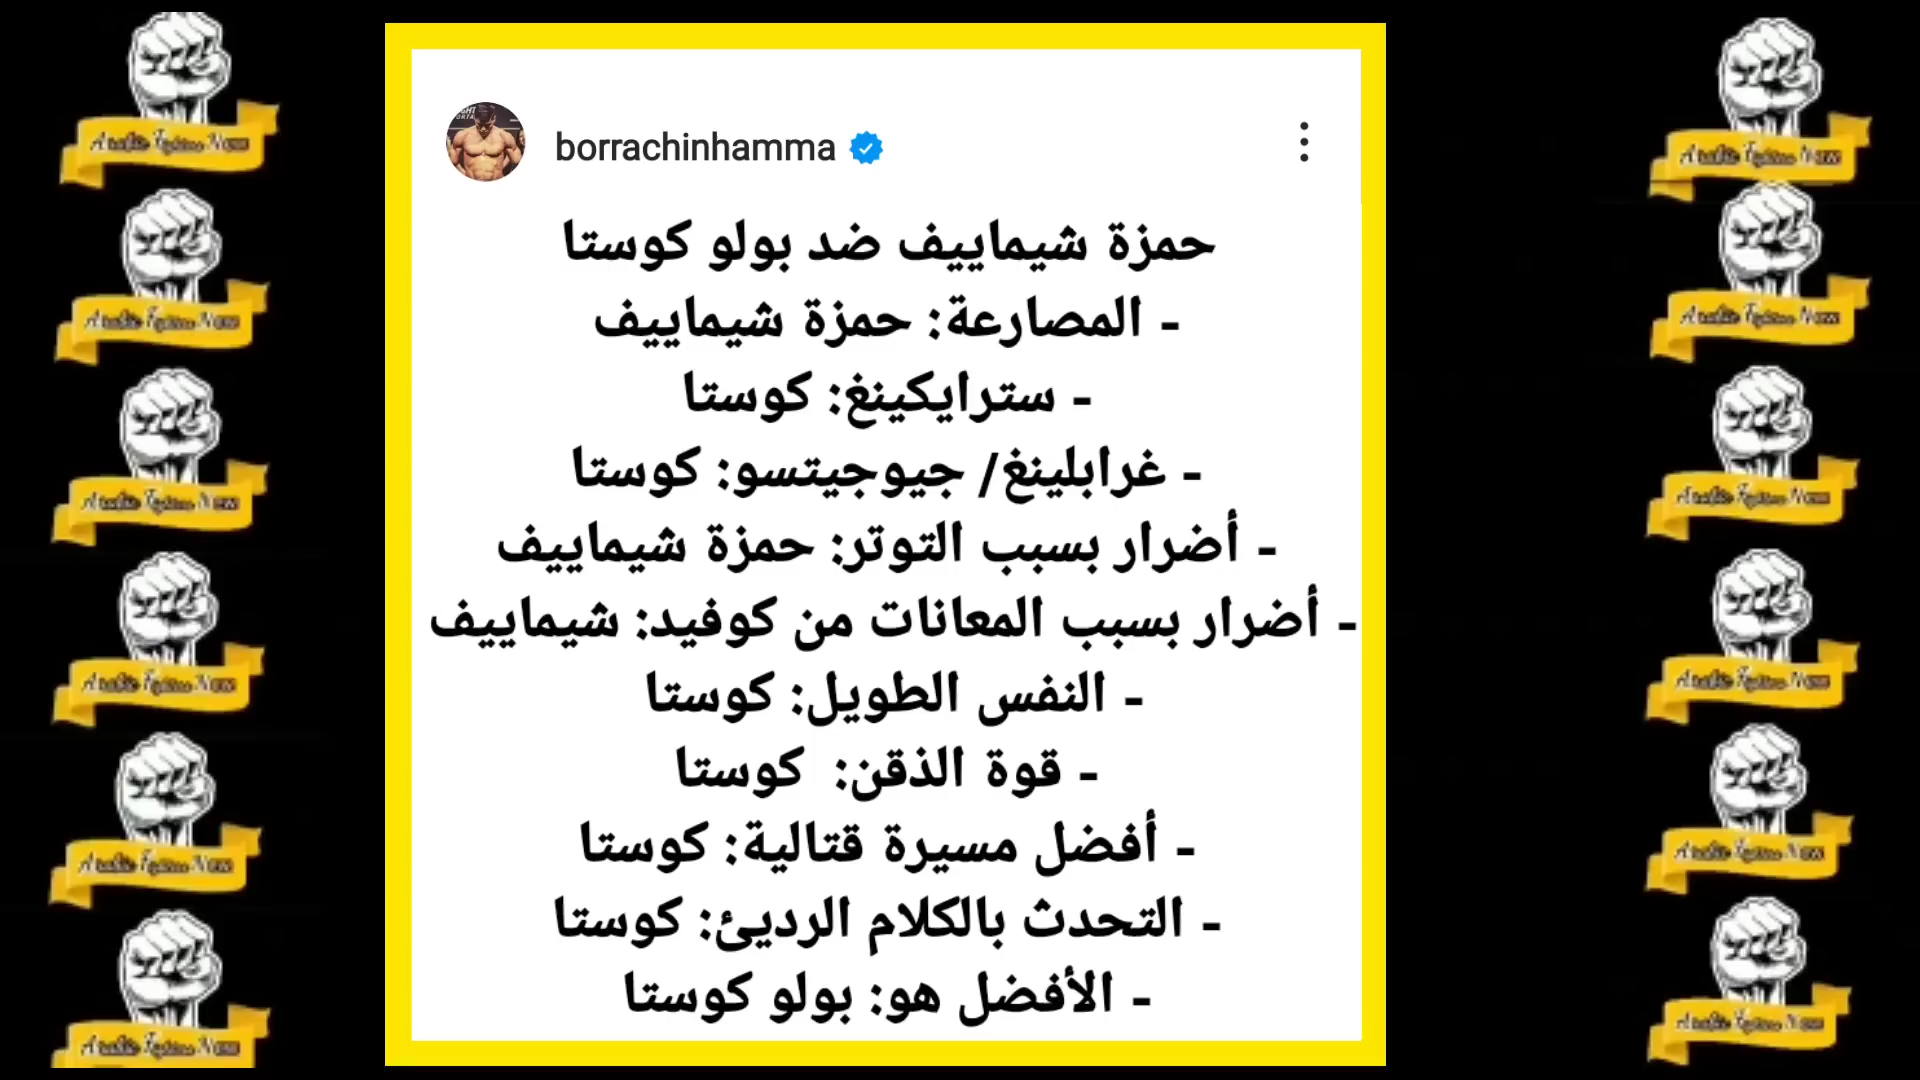 borrachinhamma
حمزة شيماييف ضد بولو كوستا
- المصارعة: حمزة شيماييف
- سترايكينغ: كوستا
- غرابلينغ/ جيوجيتسو: كوستا
- أضرار بسبب التوتر: حمزة شيماييف
- أضرار بسبب المعانات من كوفيد: شيماييف
- النفس الطويل: كوستا
- قوة الذقن: كوستا
- أفضل مسيرة قتالية: كوستا
- التحدث بالكلام الرديئ: كوستا
- الأفضل هو: بولو كوستا